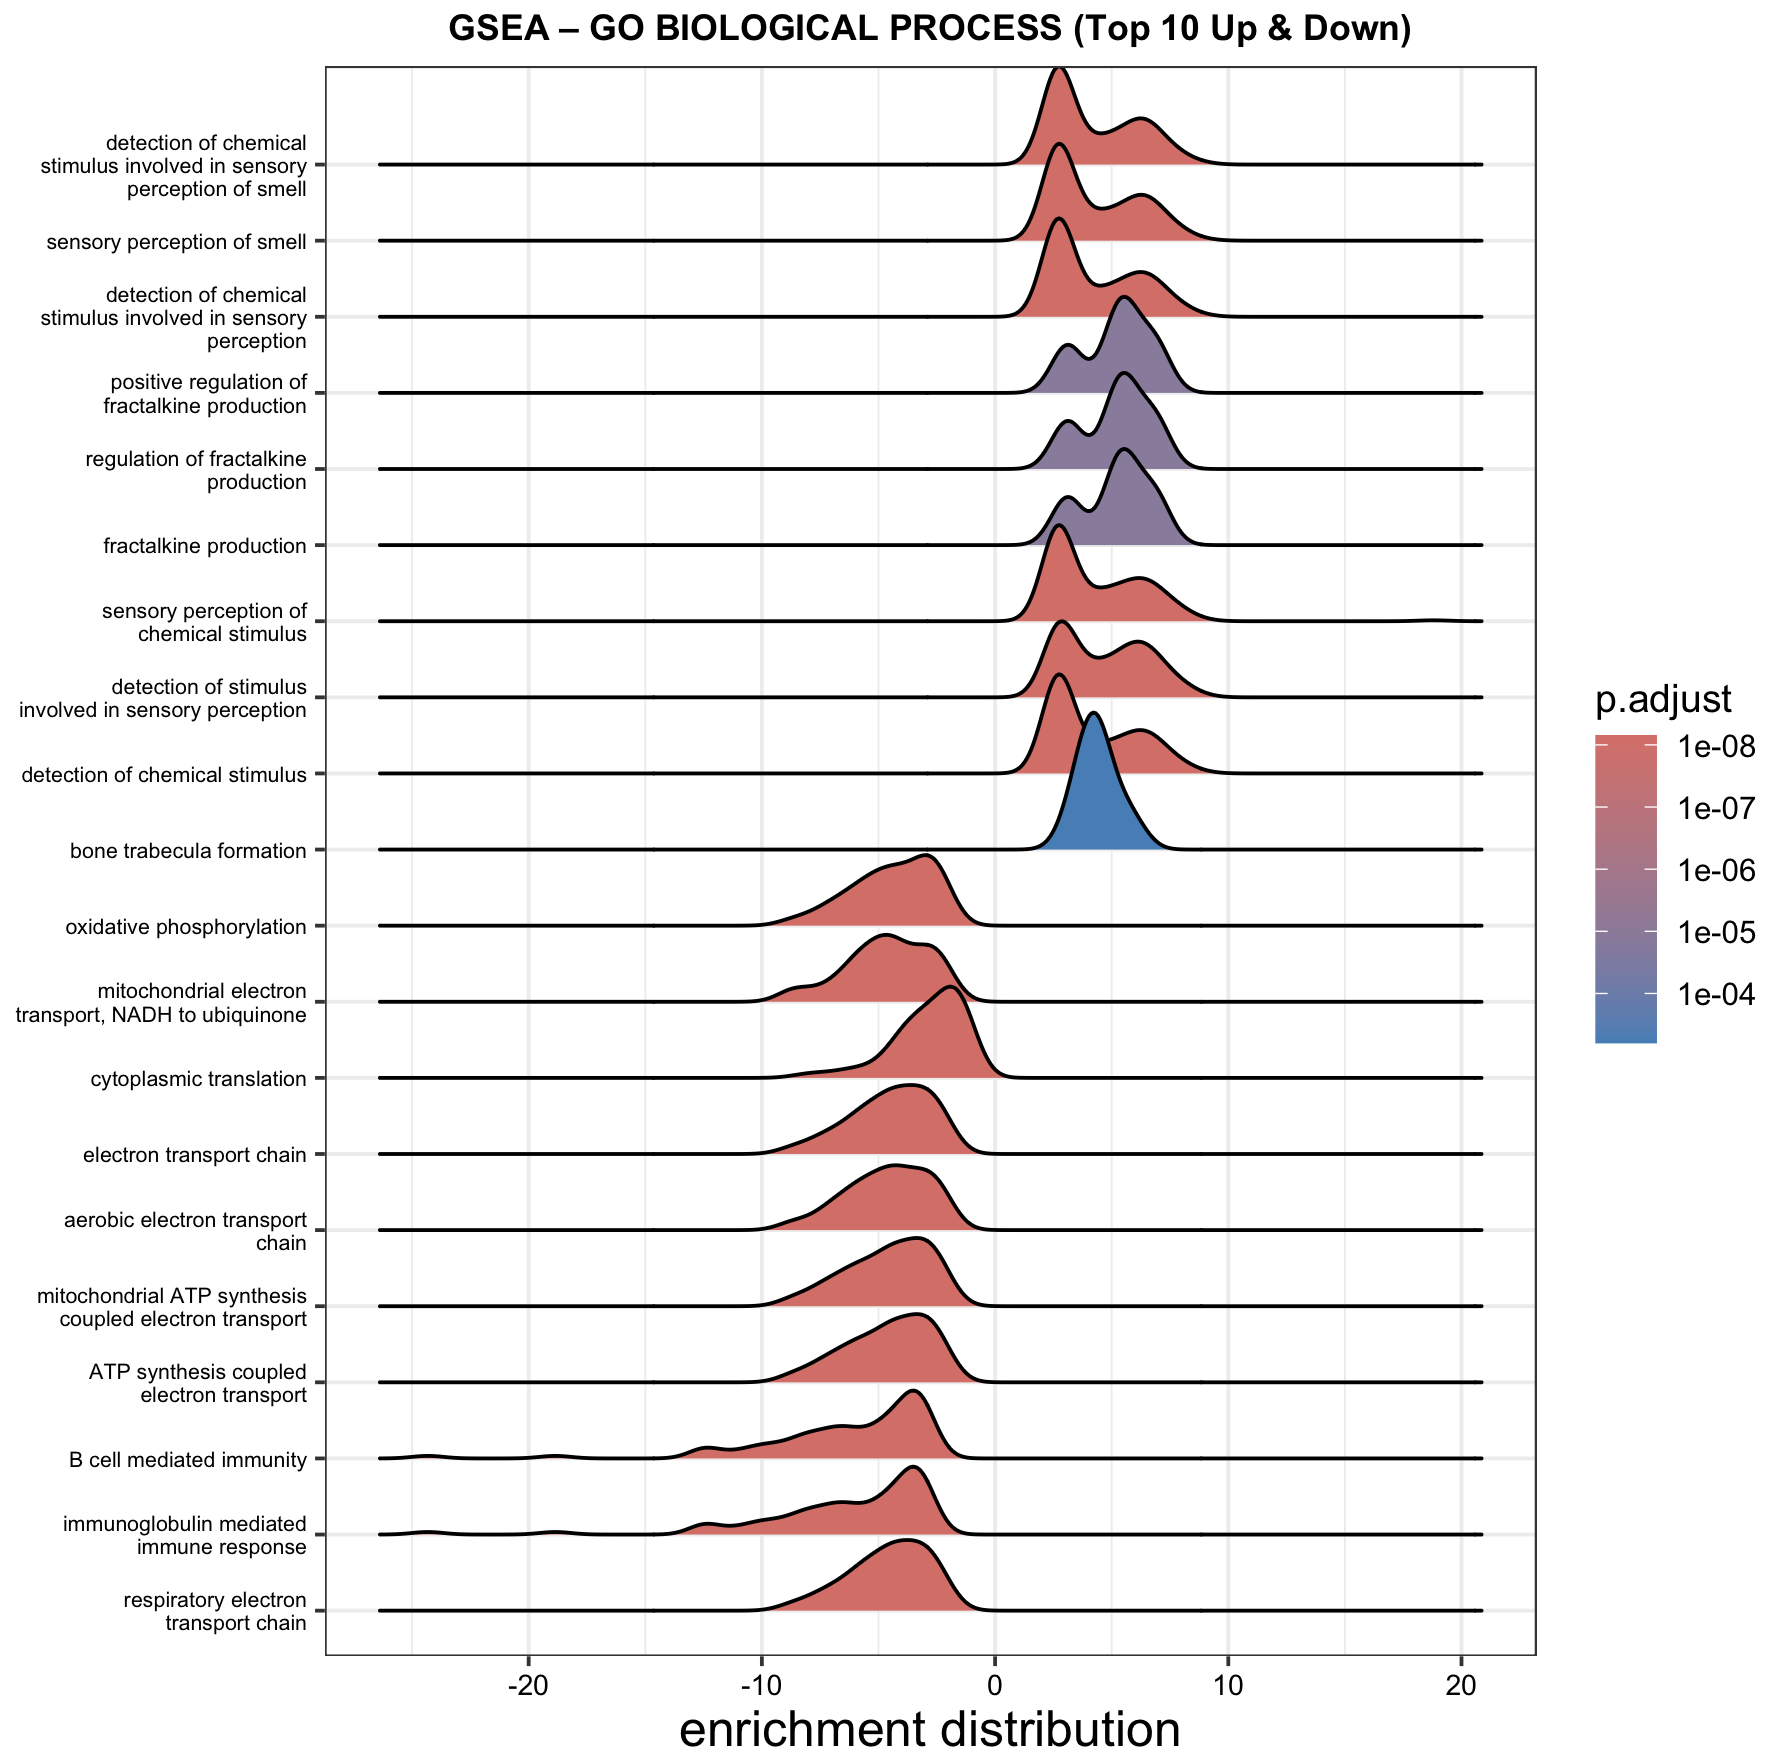 GSEA – GO BIOLOGICAL PROCESS (Top 10 Up & Down)
detection of chemical
stimulus involved in sensory
perception of smell
sensory perception of smell
detection of chemical
stimulus involved in sensory
perception
positive regulation of
fractalkine production
regulation of fractalkine
production
fractalkine production
sensory perception of
chemical stimulus
detection of stimulus
involved in sensory perception
detection of chemical stimulus
bone trabecula formation
oxidative phosphorylation
mitochondrial electron
transport, NADH to ubiquinone
cytoplasmic translation
electron transport chain
aerobic electron transport
chain
mitochondrial ATP synthesis
coupled electron transport
ATP synthesis coupled
electron transport
B cell mediated immunity
immunoglobulin mediated
immune response
respiratory electron
transport chain
-20 -10 0 10 20
enrichment distribution
p.adjust
1e-08
1e-07
1e-06
1e-05
1e-04